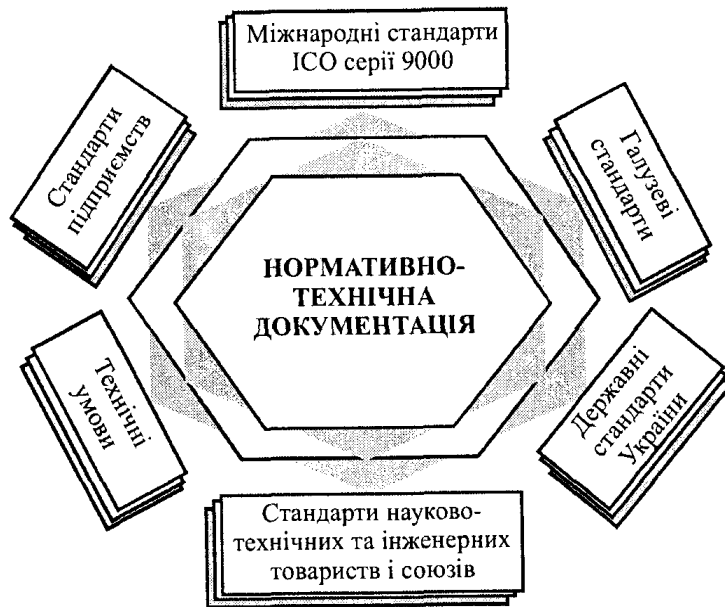 Міжнародні стандарти
ІСО серії 9000
Стандарти
підприємств
Галузеві
стандарти
НОРМАТИВНО-
ТЕХНІЧНА
ДОКУМЕНТАЦІЯ
Технічні
умови
Державні
стандарти
України
Стандарти науково-
технічних та інженерних
товариств і союзів